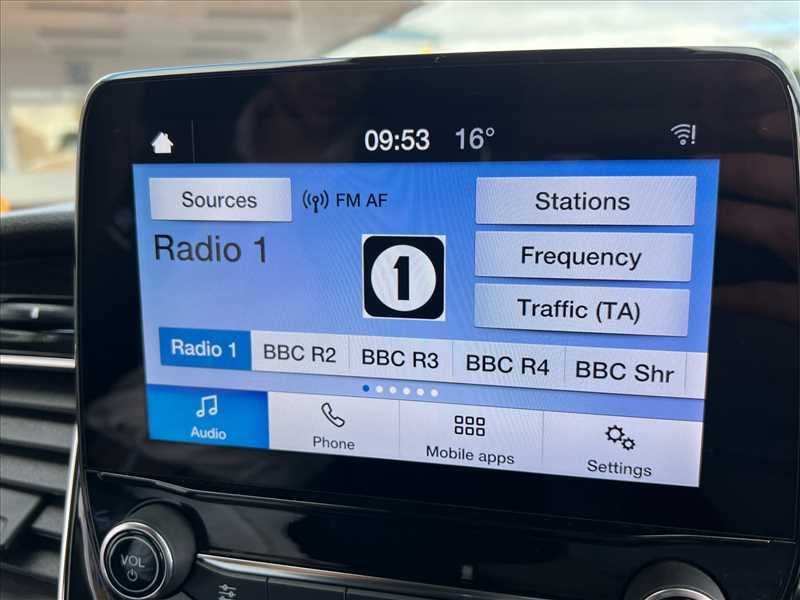 09:53 16°
Sources FM AF Stations
Radio 1 1 Frequency
Traffic (TA)
Radio 1 BBC R2 BBC R3 BBC R4 BBC Shr
Audio Phone Mobile apps Settings
VOL